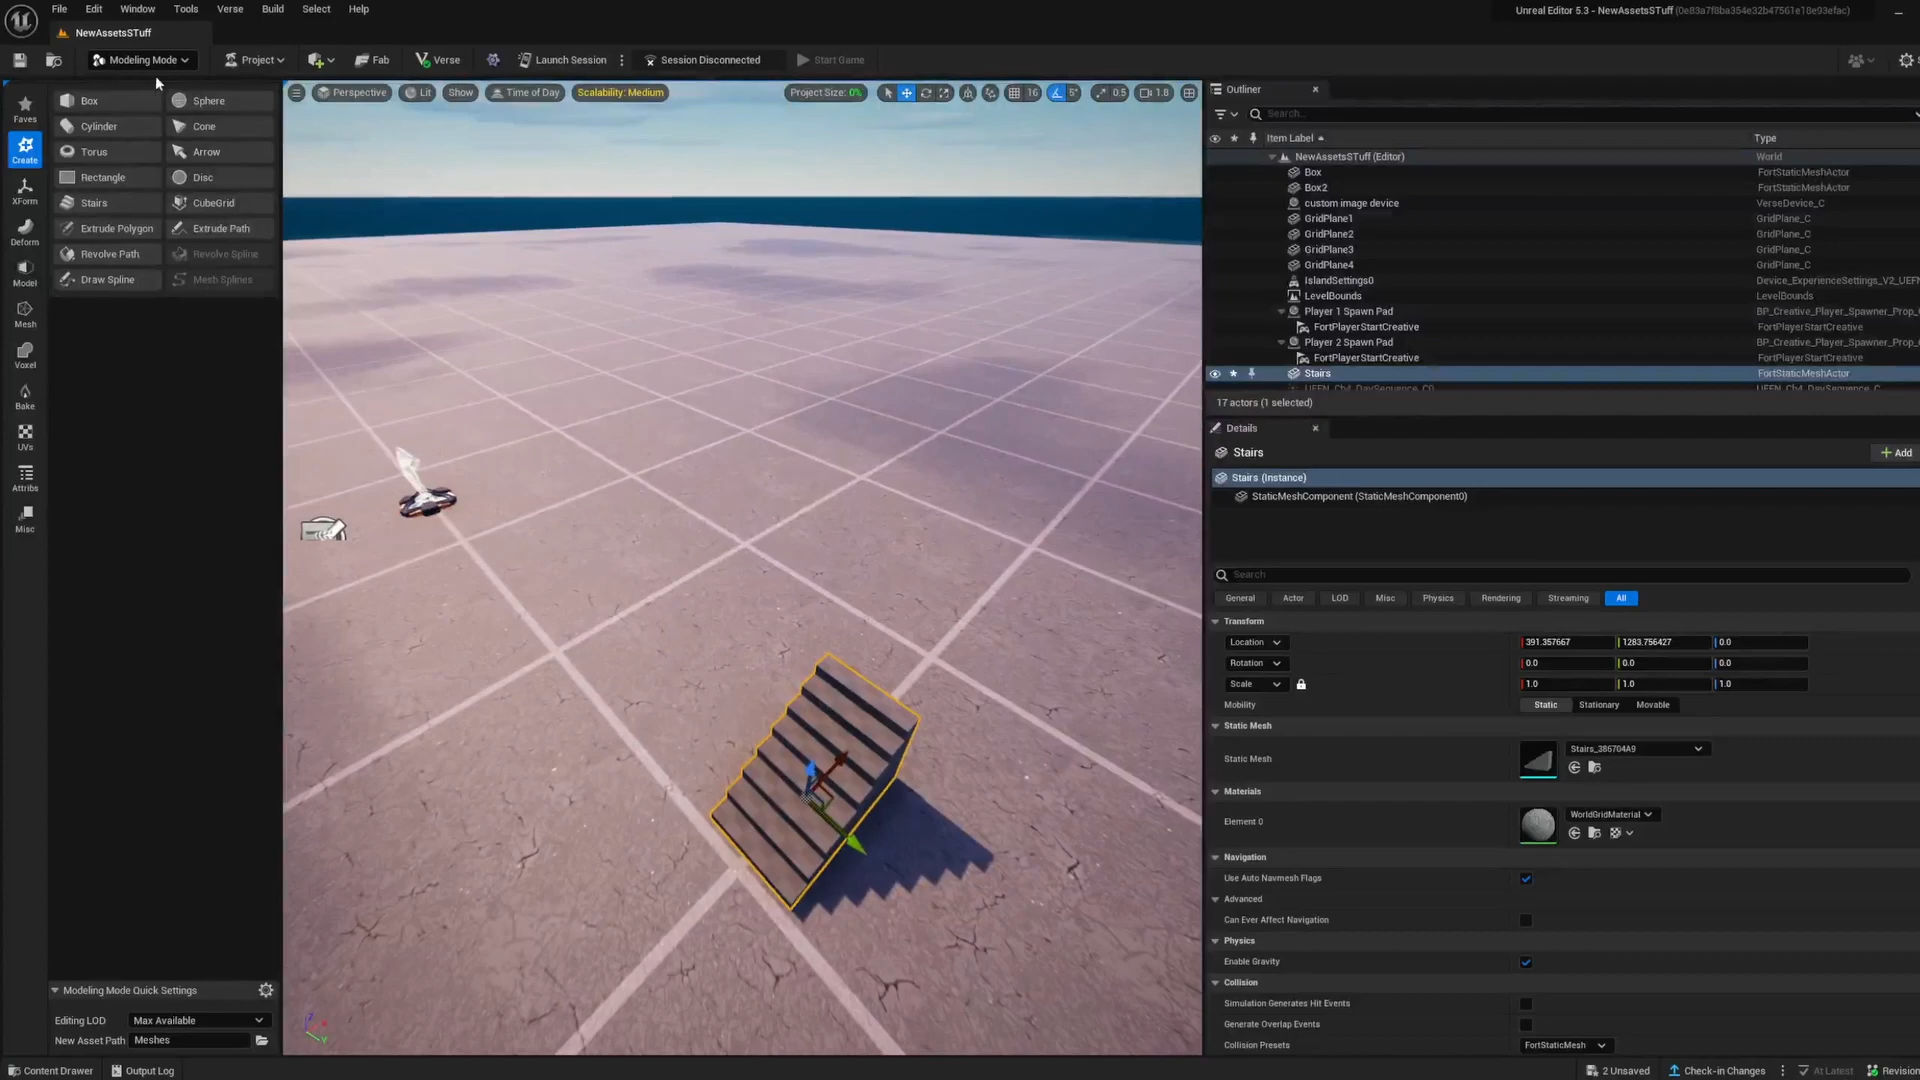 File Edit Window Tools Verse Build Select Help
Unreal Editor 5.3 - NewAssetsSTuff
NewAssetsSTuff
Modeling Mode Project Fab Verse Launch Session Session Disconnected Start Game
Faves
Create
XForm
Deform
Model
Mesh
Voxel
Bake
UVs
Attribs
Misc
Box Sphere
Cylinder Cone
Torus Arrow
Rectangle Disc
Stairs CubeGrid
Extrude Polygon Extrude Path
Revolve Path Revolve Spline
Draw Spline Mesh Splines
Modeling Mode Quick Settings
Editing LOD Max Available
New Asset Path Meshes
Perspective Lit Show Time of Day Scalability: Medium Project Size: 0% 16 5° 0.5 1.8
Outliner
Search...
Item Label Type
NewAssetsSTuff (Editor) World
Box FortStaticMeshActor
Box2 FortStaticMeshActor
custom image device VerseDevice_C
GridPlane1 GridPlane_C
GridPlane2 GridPlane_C
GridPlane3 GridPlane_C
GridPlane4 GridPlane_C
IslandSettings0 Device_ExperienceSettings_V2_UEFN
LevelBounds LevelBounds
Player 1 Spawn Pad BP_Creative_Player_Spawner_Prop_C
FortPlayerStartCreative FortPlayerStartCreative
Player 2 Spawn Pad BP_Creative_Player_Spawner_Prop_C
FortPlayerStartCreative FortPlayerStartCreative
Stairs FortStaticMeshActor
17 actors (1 selected)
Details
Stairs Add
Stairs (Instance)
StaticMeshComponent (StaticMeshComponent0)
Search
General Actor LOD Misc Physics Rendering Streaming All
Transform
Location 391.357667 1283.756427 0.0
Rotation 0.0 0.0 0.0
Scale 1.0 1.0 1.0
Mobility Static Stationary Movable
Static Mesh
Static Mesh Stairs_386704A9
Materials
Element 0 WorldGridMaterial
Navigation
Use Auto Navmesh Flags
Advanced
Can Ever Affect Navigation
Physics
Enable Gravity
Collision
Simulation Generates Hit Events
Generate Overlap Events
Collision Presets FortStaticMesh
Content Drawer Output Log 2 Unsaved Check-in Changes At Latest Revision